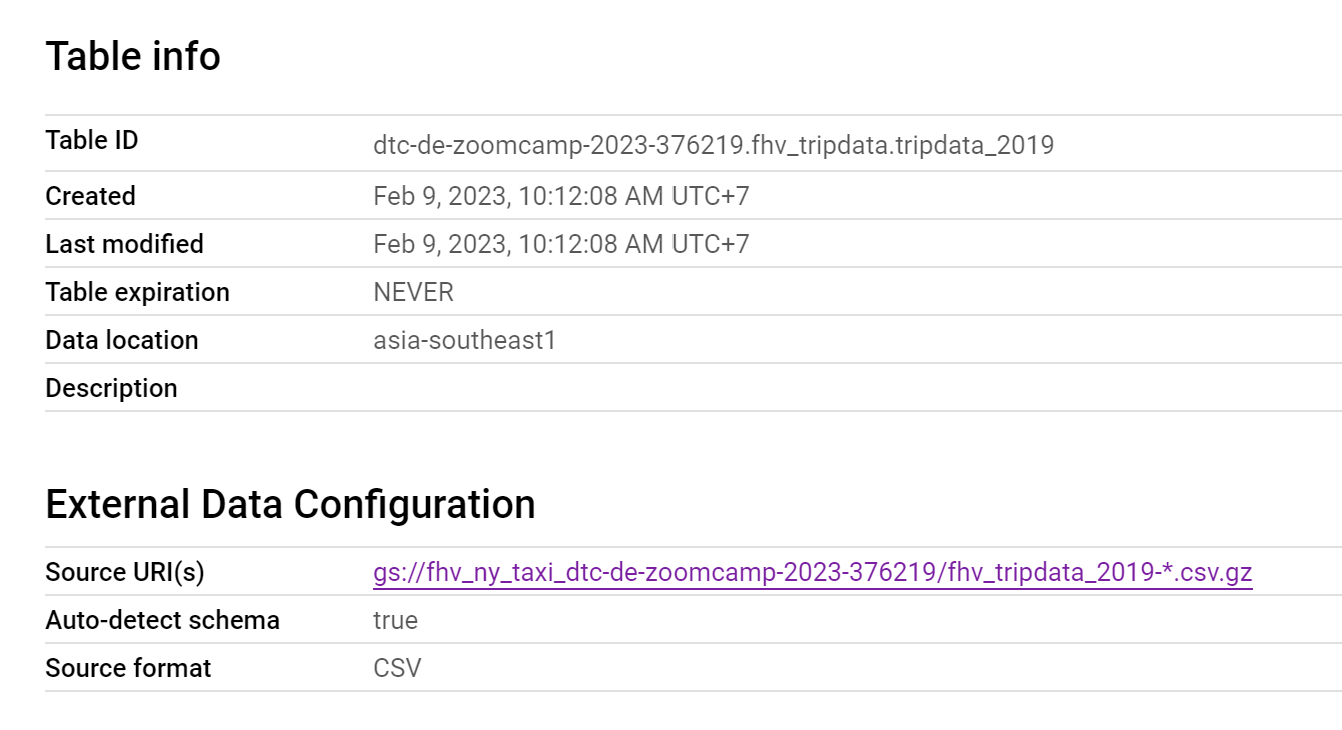 Table info
Table ID dtc-de-zoomcamp-2023-376219.fhv_tripdata.tripdata_2019
Created Feb 9, 2023, 10:12:08 AM UTC+7
Last modified Feb 9, 2023, 10:12:08 AM UTC+7
Table expiration NEVER
Data location asia-southeast1
Description
External Data Configuration
Source URI(s) gs://fhv_ny_taxi_dtc-de-zoomcamp-2023-376219/fhv_tripdata_2019-*.csv.gz
Auto-detect schema true
Source format CSV